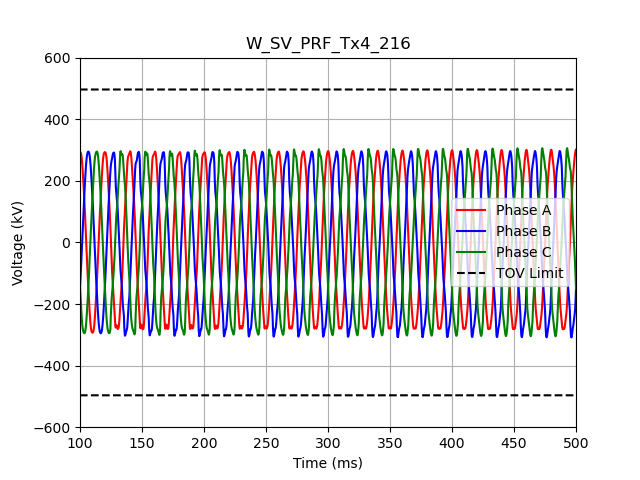 W_SV_PRF_Tx4_216
600
400
200
0
−200
−400
−600
Voltage (kV)
Phase A
Phase B
Phase C
TOV Limit
100 150 200 250 300 350 400 450 500
Time (ms)